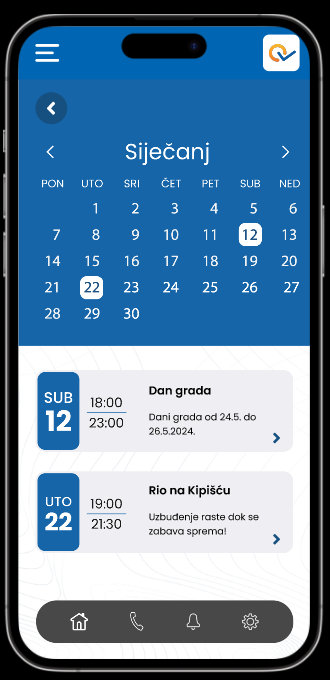 Siječanj
PON UTO SRI ČET PET SUB NED
1 2 3 4 5 6
7 8 9 10 11 12 13
14 15 16 17 18 19 20
21 22 23 24 25 26 27
28 29 30
SUB
12
18:00
23:00
Dan grada
Dani grada od 24.5. do
26.5.2024.
UTO
22
19:00
21:30
Rio na Kipišću
Uzbuđenje raste dok se
zabava sprema!